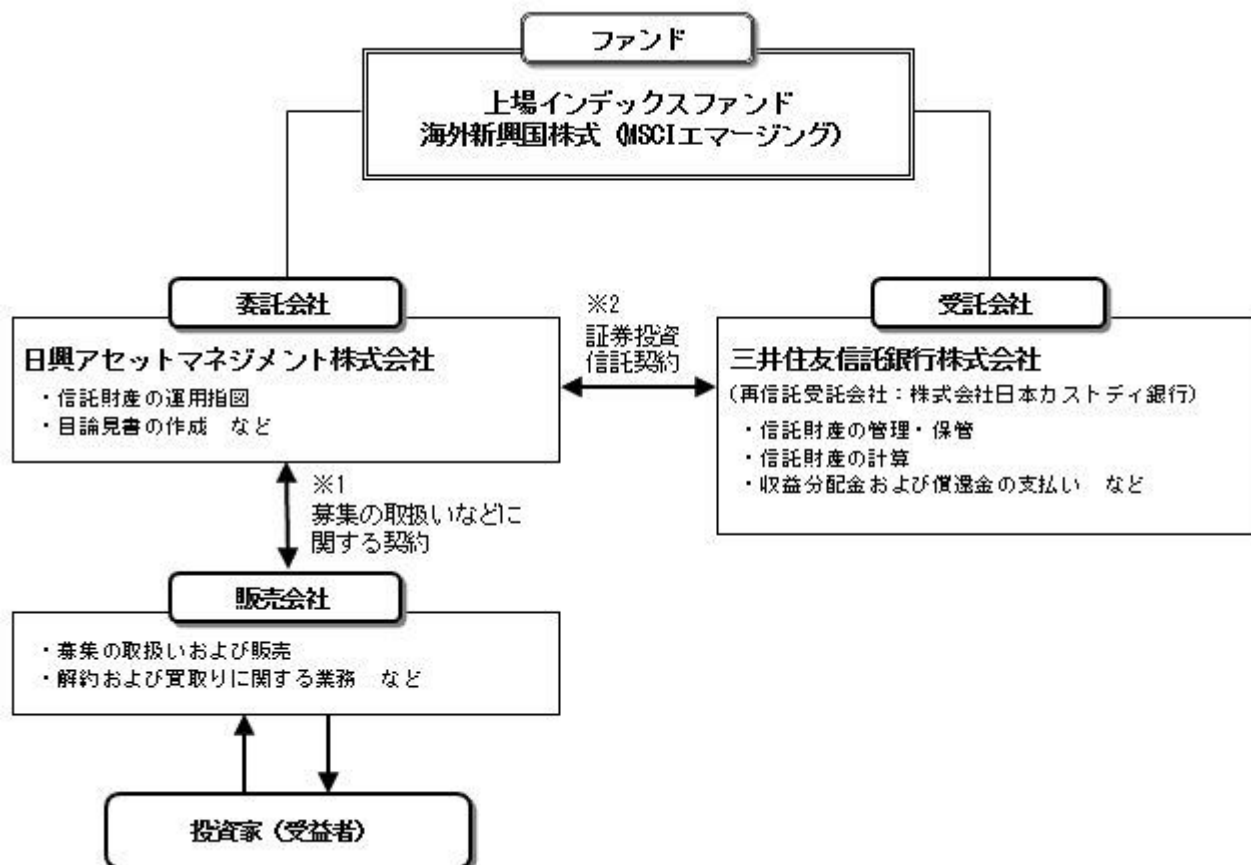 ファンド
上場インデックスファンド
海外新興国株式（MSCIエマージング）
委託会社
日興アセットマネジメント株式会社
・信託財産の運用指図
・目論見書の作成　など
※2
証券投資
信託契約
受託会社
三井住友信託銀行株式会社
（再信託受託会社：株式会社日本カストディ銀行）
・信託財産の管理・保管
・信託財産の計算
・収益分配金および償還金の支払い　など
※1
募集の取扱いなどに
関する契約
販売会社
・募集の取扱いおよび販売
・解約および買取りに関する業務　など
投資家（受益者）